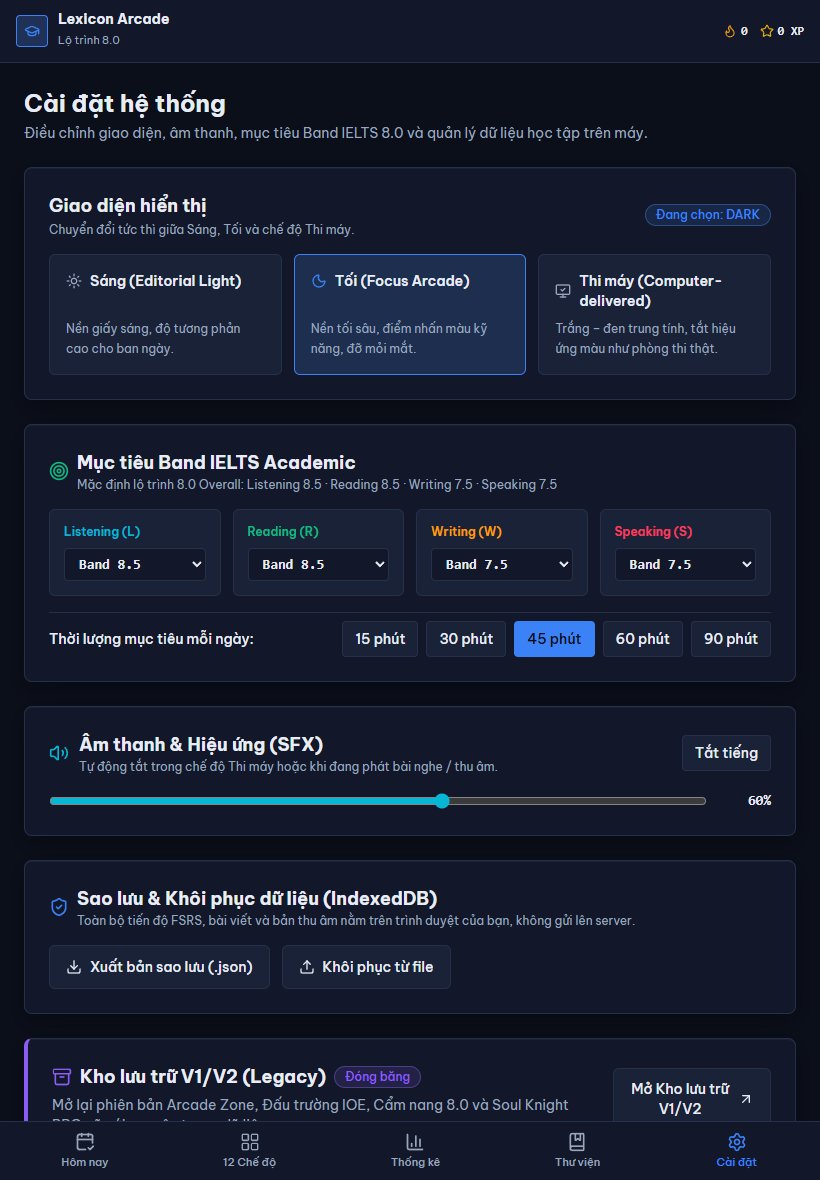 Lexicon Arcade
Lộ trình 8.0
0
0 XP
Cài đặt hệ thống
Điều chỉnh giao diện, âm thanh, mục tiêu Band IELTS 8.0 và quản lý dữ liệu học tập trên máy.
Giao diện hiển thị
Chuyển đổi tức thì giữa Sáng, Tối và chế độ Thi máy.
Đang chọn: DARK
Sáng (Editorial Light)
Nền giấy sáng, độ tương phản
cao cho ban ngày.
Tối (Focus Arcade)
Nền tối sâu, điểm nhấn màu kỹ
năng, đỡ mỏi mắt.
Thi máy (Computer-
delivered)
Trắng – đen trung tính, tắt hiệu
ứng màu như phòng thi thật.
Mục tiêu Band IELTS Academic
Mặc định lộ trình 8.0 Overall: Listening 8.5 · Reading 8.5 · Writing 7.5 · Speaking 7.5
Listening (L)
Band 8.5
Reading (R)
Band 8.5
Writing (W)
Band 7.5
Speaking (S)
Band 7.5
Thời lượng mục tiêu mỗi ngày:
15 phút
30 phút
45 phút
60 phút
90 phút
Âm thanh & Hiệu ứng (SFX)
Tự động tắt trong chế độ Thi máy hoặc khi đang phát bài nghe / thu âm.
Tắt tiếng
60%
Sao lưu & Khôi phục dữ liệu (IndexedDB)
Toàn bộ tiến độ FSRS, bài viết và bản thu âm nằm trên trình duyệt của bạn, không gửi lên server.
Xuất bản sao lưu (.json)
Khôi phục từ file
Kho lưu trữ V1/V2 (Legacy)
Đóng băng
Mở lại phiên bản Arcade Zone, Đấu trường IOE, Cẩm nang 8.0 và Soul Knight
Mở Kho lưu trữ
V1/V2
Hôm nay
12 Chế độ
Thống kê
Thư viện
Cài đặt